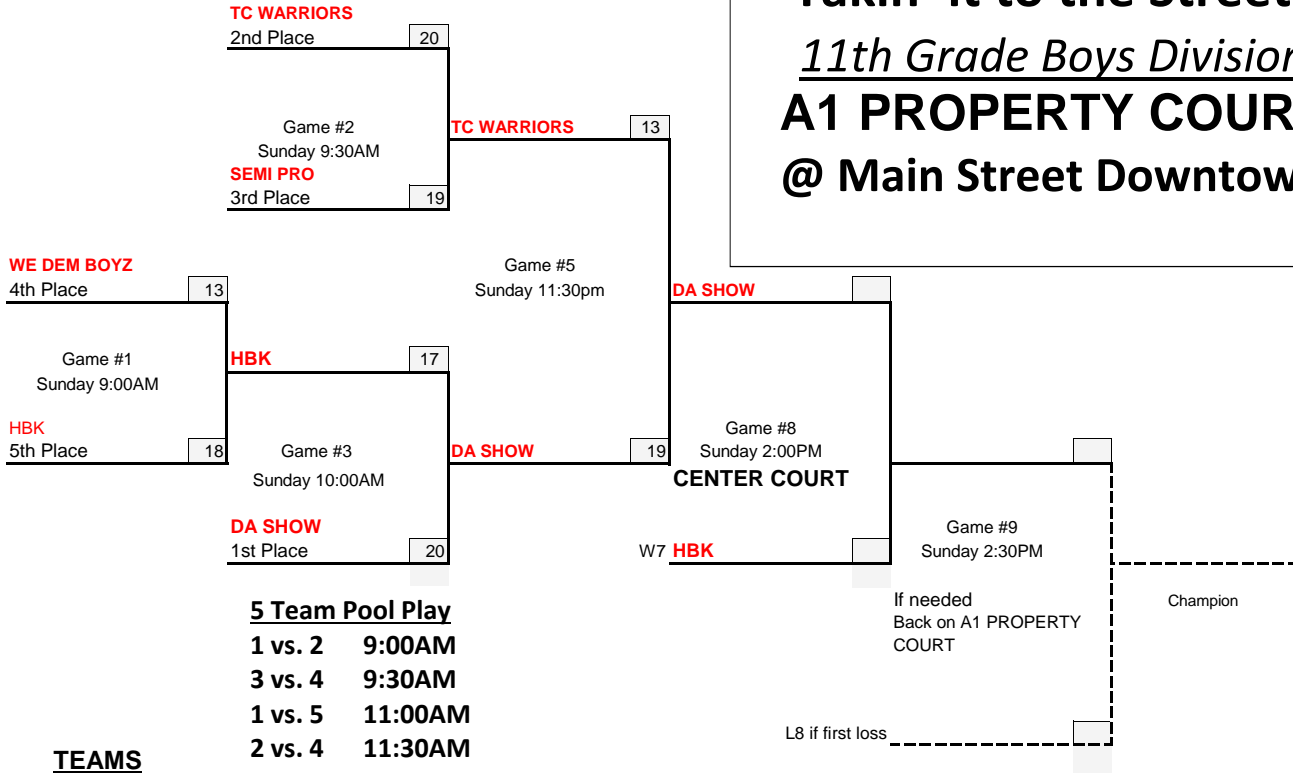 Takin' it to the Street
11th Grade Boys Division
A1 PROPERTY COUR
@ Main Street Downtow
TC WARRIORS
2nd Place 20
Game #2
Sunday 9:30AM
TC WARRIORS 13
SEMI PRO
3rd Place 19
WE DEM BOYZ
4th Place 13
Game #5
Sunday 11:30pm
DA SHOW
Game #1
Sunday 9:00AM
HBK 17
HBK
5th Place 18
Game #3
Sunday 10:00AM
DA SHOW 19
Game #8
Sunday 2:00PM
CENTER COURT
DA SHOW
1st Place 20
W7 HBK
Game #9
Sunday 2:30PM
If needed
Back on A1 PROPERTY
COURT
Champion
L8 if first loss
5 Team Pool Play
1 vs. 2 9:00AM
3 vs. 4 9:30AM
1 vs. 5 11:00AM
2 vs. 4 11:30AM
TEAMS